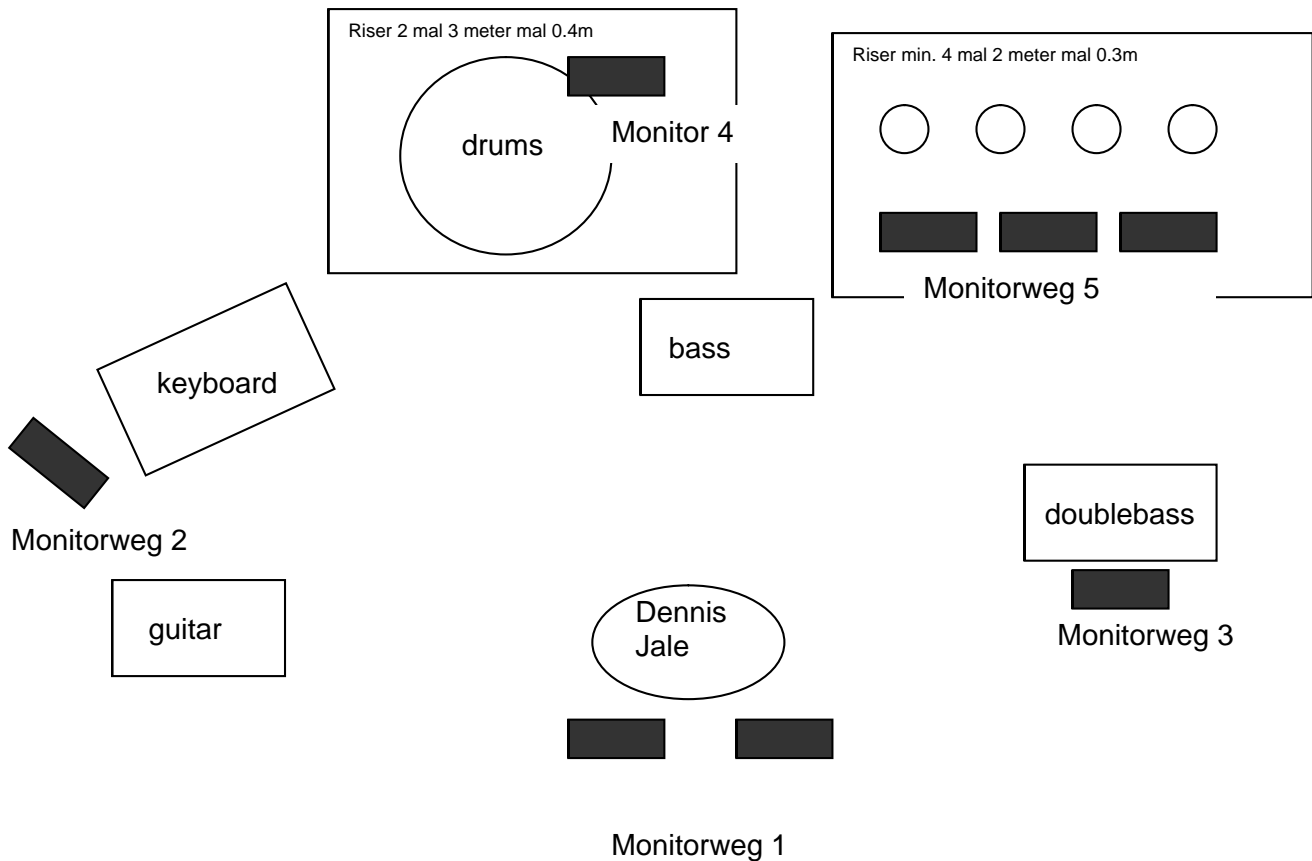 Riser 2 mal 3 meter mal 0.4m
Riser min. 4 mal 2 meter mal 0.3m
drums
Monitor 4
Monitorweg 5
bass
keyboard
doublebass
Monitorweg 2
guitar
Dennis
Jale
Monitorweg 3
Monitorweg 1